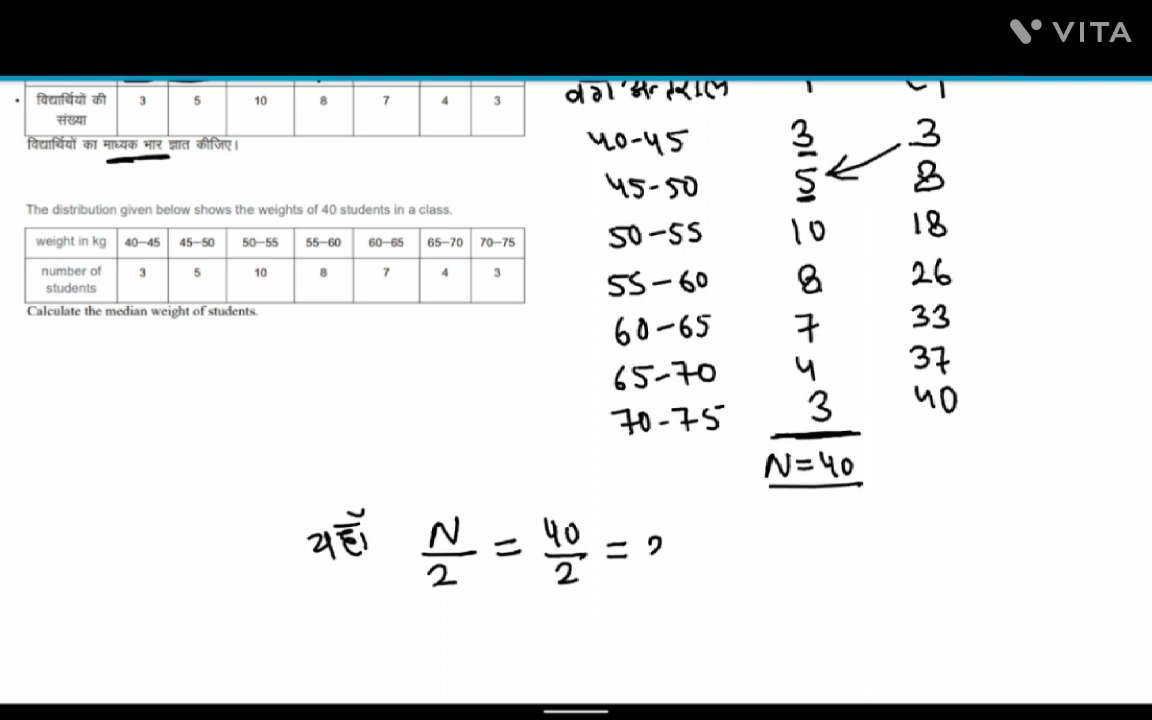 VITA
विद्यार्थियों की संख्या 3 5 10 8 7 4 3
विद्यार्थियों का माध्यक भार ज्ञात कीजिए।
The distribution given below shows the weights of 40 students in a class.
weight in kg 40–45 45–50 50–55 55–60 60–65 65–70 70–75
number of students 3 5 10 8 7 4 3
Calculate the median weight of students.
40-45 3 3
45-50 5 8
50-55 10 18
55-60 8 26
60-65 7 33
65-70 4 37
70-75 3 40
N=40
यहाँ N/2 = 40/2 =